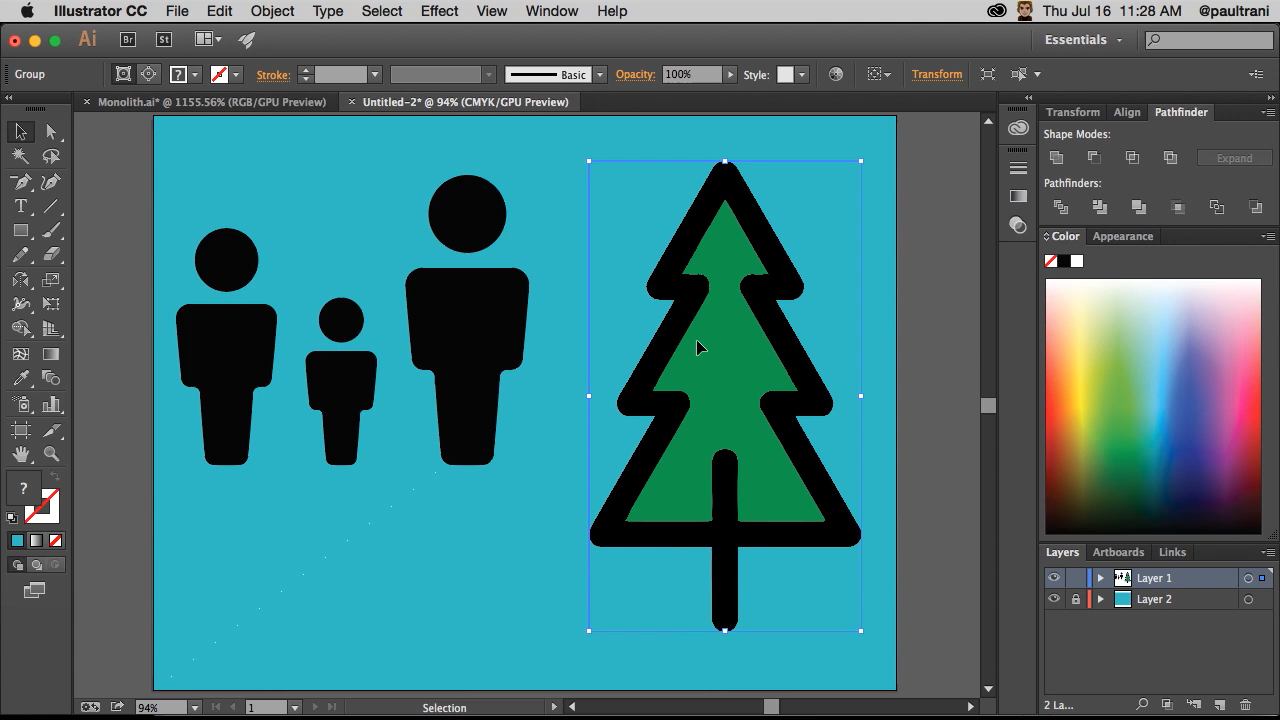 Illustrator CC File Edit Object Type Select Effect View Window Help Thu Jul 16 11:28 AM @paultrani
Ai Br St Essentials
Group ? Stroke: Basic Opacity: 100% Style: Transform
Monolith.ai* @ 1155.56% (RGB/GPU Preview) Untitled-2* @ 94% (CMYK/GPU Preview)
Transform Align Pathfinder
Shape Modes:
Expand
Pathfinders:
Color Appearance
T
?
Layers Artboards Links
Layer 1
Layer 2
94% 1 Selection
2 La...